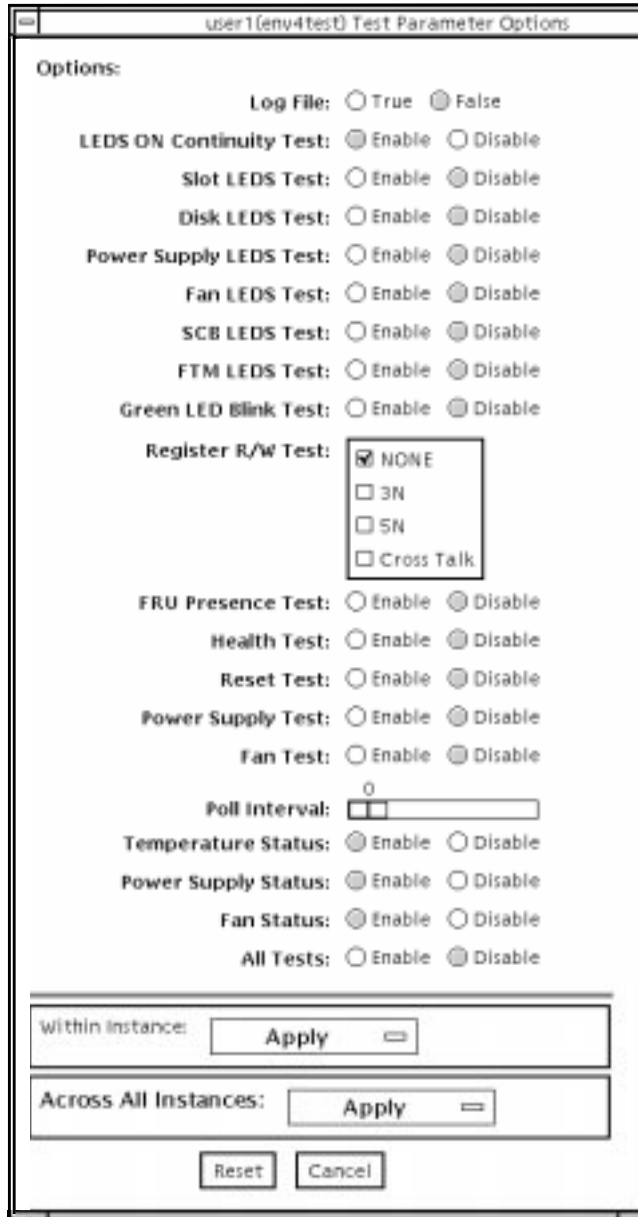 user1(env4test) Test Parameter Options
Options:
Log File: True False
LEDS ON Continuity Test: Enable Disable
Slot LEDS Test: Enable Disable
Disk LEDS Test: Enable Disable
Power Supply LEDS Test: Enable Disable
Fan LEDS Test: Enable Disable
SCB LEDS Test: Enable Disable
FTM LEDS Test: Enable Disable
Green LED Blink Test: Enable Disable
Register R/W Test: NONE
3N
5N
Cross Talk
FRU Presence Test: Enable Disable
Health Test: Enable Disable
Reset Test: Enable Disable
Power Supply Test: Enable Disable
Fan Test: Enable Disable
0
Poll Interval:
Temperature Status: Enable Disable
Power Supply Status: Enable Disable
Fan Status: Enable Disable
All Tests: Enable Disable
Within Instance: Apply
Across All Instances: Apply
Reset Cancel